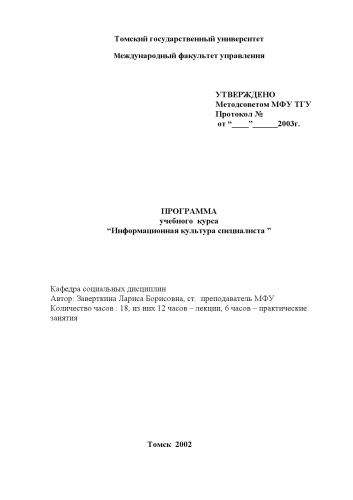 Томский государственный университет
Международный факультет управления
УТВЕРЖДЕНО
Методсоветом МФУ ТГУ
Протокол №
от “____”______2003г.
ПРОГРАММА
учебного курса
“Информационная культура специалиста ”
Кафедра социальных дисциплин
Автор: Заверткина Лариса Борисовна, ст. преподаватель МФУ
Количество часов : 18, из них 12 часов – лекции, 6 часов – практические
занятия
Томск 2002